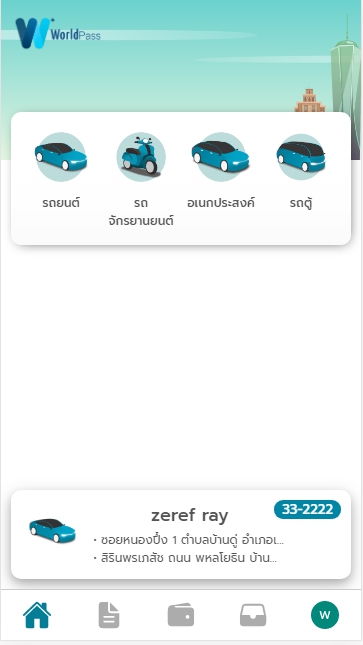 WorldPass
รถยนต์
รถ
จักรยานยนต์
อเนกประสงค์
รถตู้
zeref ray
33-2222
• ซอยหนองปึ๋ง 1 ตำบลบ้านดู่ อำเภอเ...
• สิรินพรเภสัช ถนน พหลโยธิน บ้าน...
W